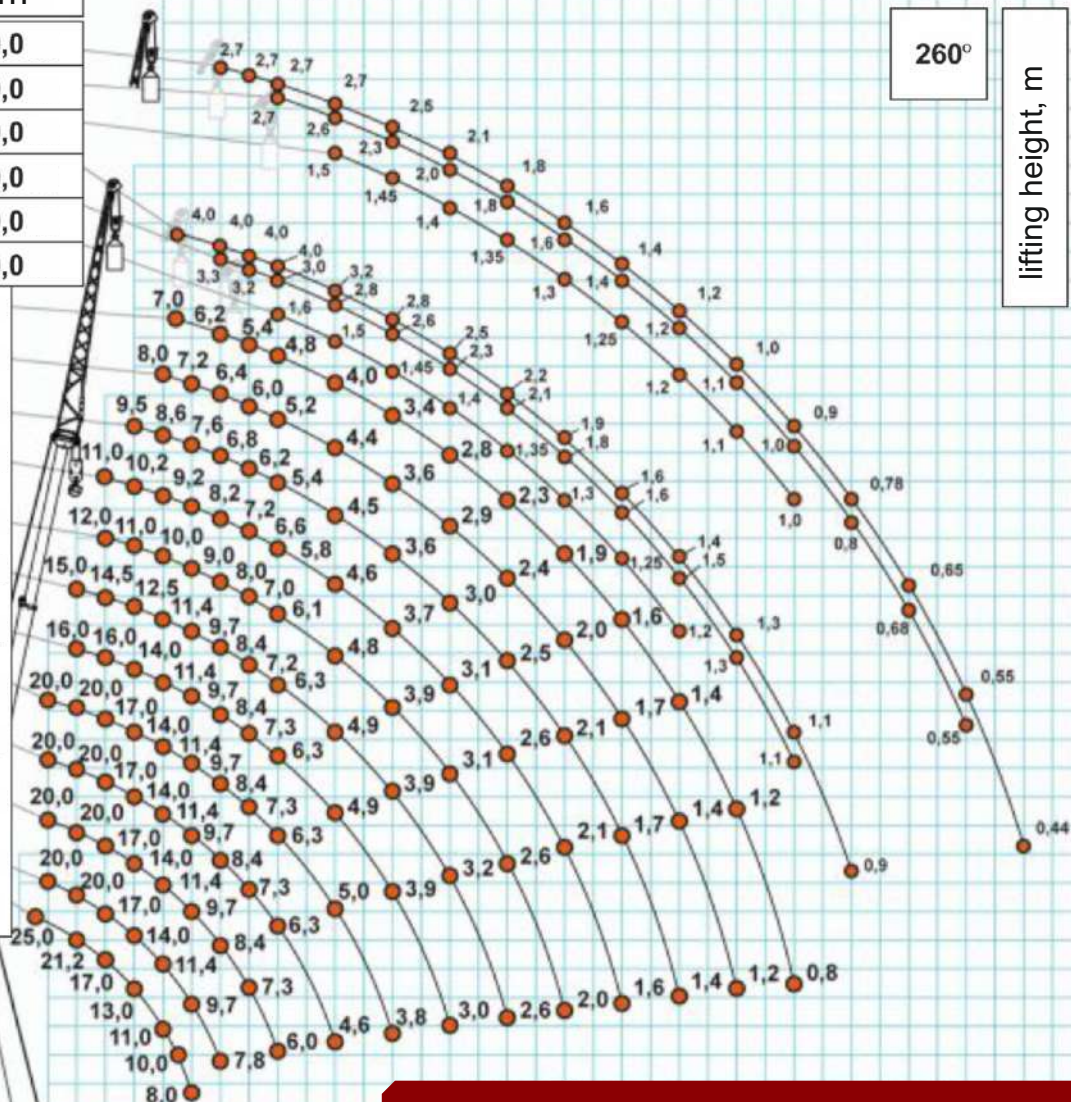 m
,0
,0
,0
,0
,0
,0
260°
lifting height, m
2,7 2,7 2,7 2,7 2,5 2,1 1,8 1,6 1,4 1,2 1,0 0,9 0,78 0,65 0,55 0,44
2,7 2,6 2,3 2,0 1,8 1,6 1,4 1,2 1,1 1,0 0,8 0,68 0,55
1,5 1,45 1,4 1,35 1,3 1,25 1,2 1,1 1,0
4,0 4,0 4,0 4,0 3,2 2,8 2,5 2,2 1,9 1,6 1,4 1,3 1,1 0,9
3,3 3,2 3,0 2,8 2,6 2,3 2,1 1,8 1,6 1,5 1,3 1,1
1,6 1,5 1,45 1,4 1,35 1,3 1,25 1,2
7,0 6,2 5,4 4,8 4,0 3,4 2,8 2,3 1,9 1,6 1,4 1,2 0,8
8,0 7,2 6,4 6,0 5,2 4,4 3,6 2,9 2,4 2,0 1,7 1,4 1,2
9,5 8,6 7,6 6,8 6,2 5,4 4,5 3,6 3,0 2,5 2,1 1,7 1,4
11,0 10,2 9,2 8,2 7,2 6,6 5,8 4,6 3,7 3,1 2,6 2,1 1,6
12,0 11,0 10,0 9,0 8,0 7,0 6,1 4,8 3,9 3,1 2,6 2,0
15,0 14,5 12,5 11,4 9,7 8,4 7,2 6,3 4,9 3,9 3,2 2,6
16,0 16,0 14,0 11,4 9,7 8,4 7,3 6,3 4,9 3,9 3,0
20,0 20,0 17,0 14,0 11,4 9,7 8,4 7,3 6,3 5,0 3,8
20,0 20,0 17,0 14,0 11,4 9,7 8,4 7,3 6,3 4,6
20,0 20,0 17,0 14,0 11,4 9,7 8,4 7,3 6,0
20,0 20,0 17,0 14,0 11,4 9,7 7,8
25,0 21,2 17,0 13,0 11,0 10,0 8,0